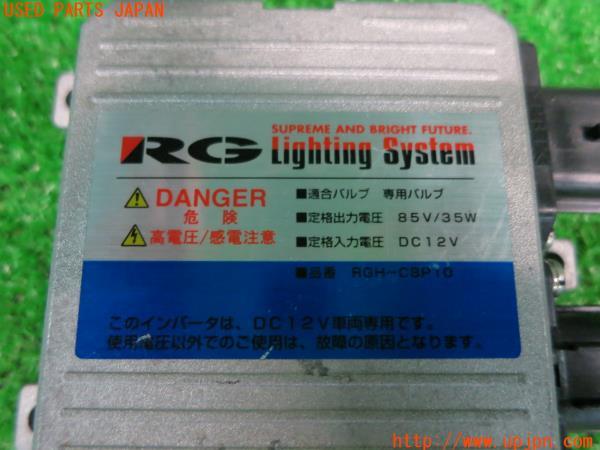 USED PARTS JAPAN
SUPREME AND BRIGHT FUTURE.
RG Lighting System
DANGER
危険
高電圧/感電注意
■適合バルブ 専用バルブ
■定格出力電圧 85V/35W
■定格入力電圧 DC12V
■品番 RGH-CBP10
このインバータは、DC12V車両専用です。
使用電圧以外でのご使用は、故障の原因となります。
http://www.upjpn.com